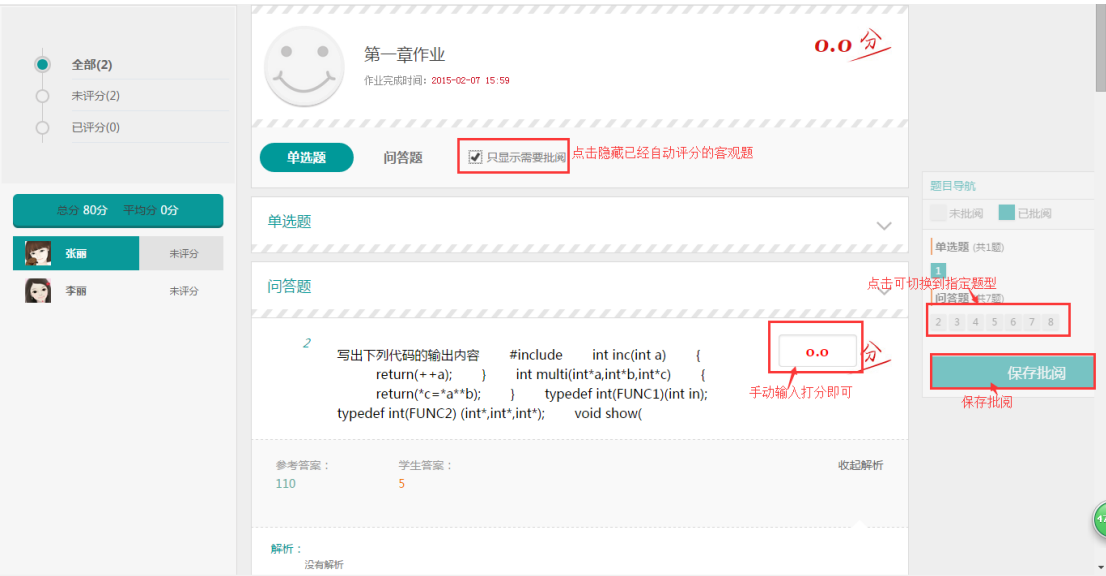 全部(2)
未评分(2)
已评分(0)
总分 80分 平均分 0分
张丽 未评分
李丽 未评分
第一章作业
作业完成时间：2015-02-07 15:59
0.0 分
单选题 问答题 只显示需要批阅 点击隐藏已经自动评分的客观题
单选题
问答题
2
写出下列代码的输出内容 #include int inc(int a) {
return(++a); } int multi(int*a,int*b,int*c) {
return(*c=*a**b); } typedef int(FUNC1)(int in);
typedef int(FUNC2) (int*,int*,int*); void show(
0.0 分
手动输入打分即可
参考答案： 学生答案： 收起解析
110 5
解析：
没有解析
题目导航
未批阅 已批阅
单选题 (共1题)
1
点击可切换到指定题型
问答题 (共7题)
2 3 4 5 6 7 8
保存批阅
保存批阅